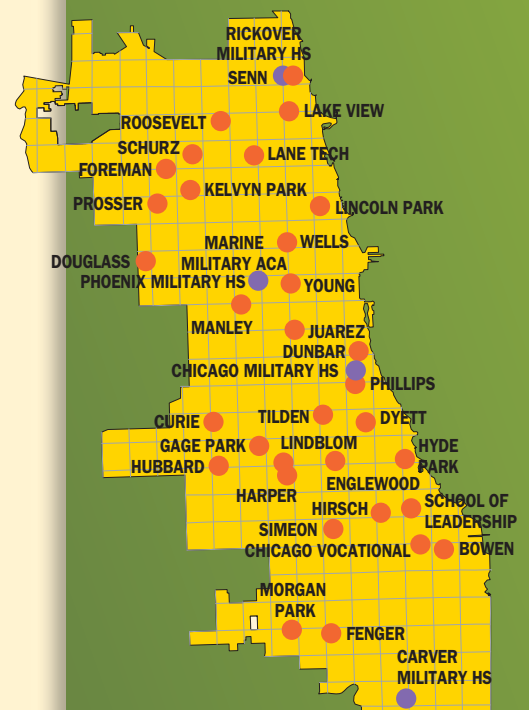 RICKOVER
MILITARY HS
SENN
LAKE VIEW
ROOSEVELT
SCHURZ
LANE TECH
FOREMAN
KELVYN PARK
PROSSER
LINCOLN PARK
MARINE
MILITARY ACA
WELLS
DOUGLASS
PHOENIX MILITARY HS
YOUNG
MANLEY
JUAREZ
DUNBAR
CHICAGO MILITARY HS
PHILLIPS
CURIE
TILDEN
DYETT
GAGE PARK
LINDBLOM
HYDE
PARK
HUBBARD
ENGLEWOOD
HARPER
HIRSCH
SCHOOL OF
LEADERSHIP
SIMEON
CHICAGO VOCATIONAL
BOWEN
MORGAN
PARK
FENGER
CARVER
MILITARY HS